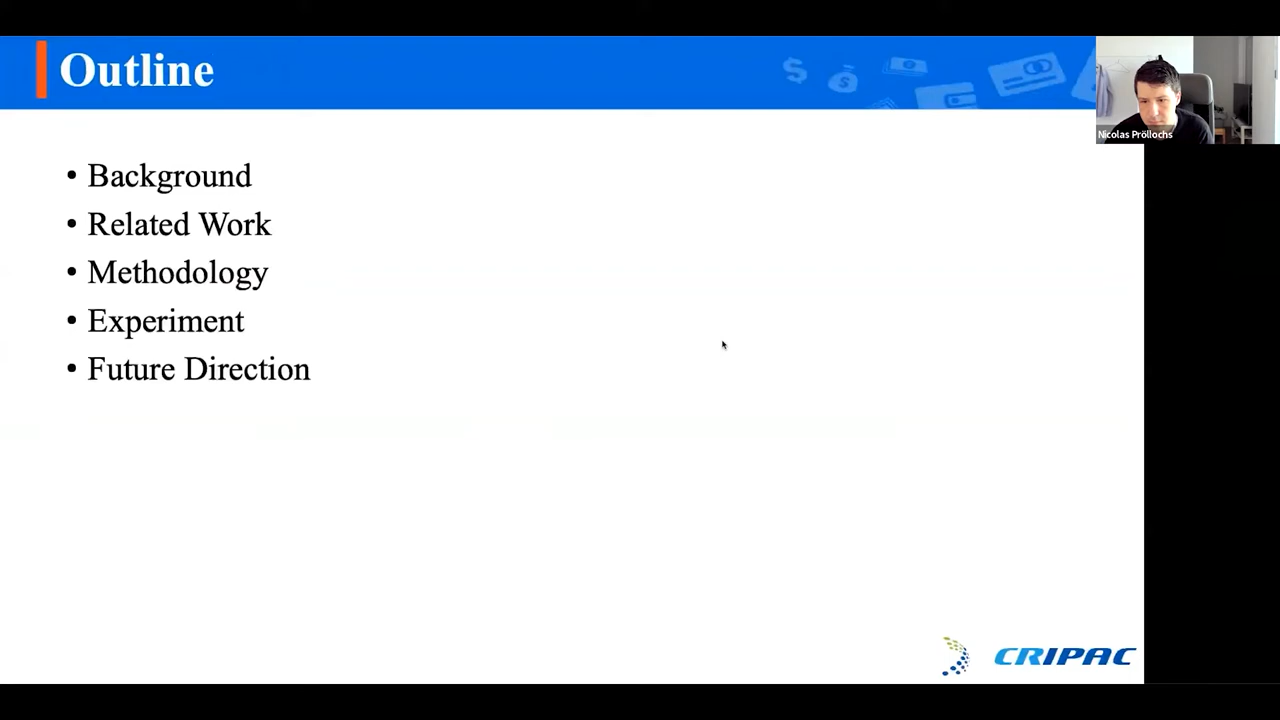 Outline
Nicolas Pröllochs
• Background
• Related Work
• Methodology
• Experiment
• Future Direction
CRIPAC